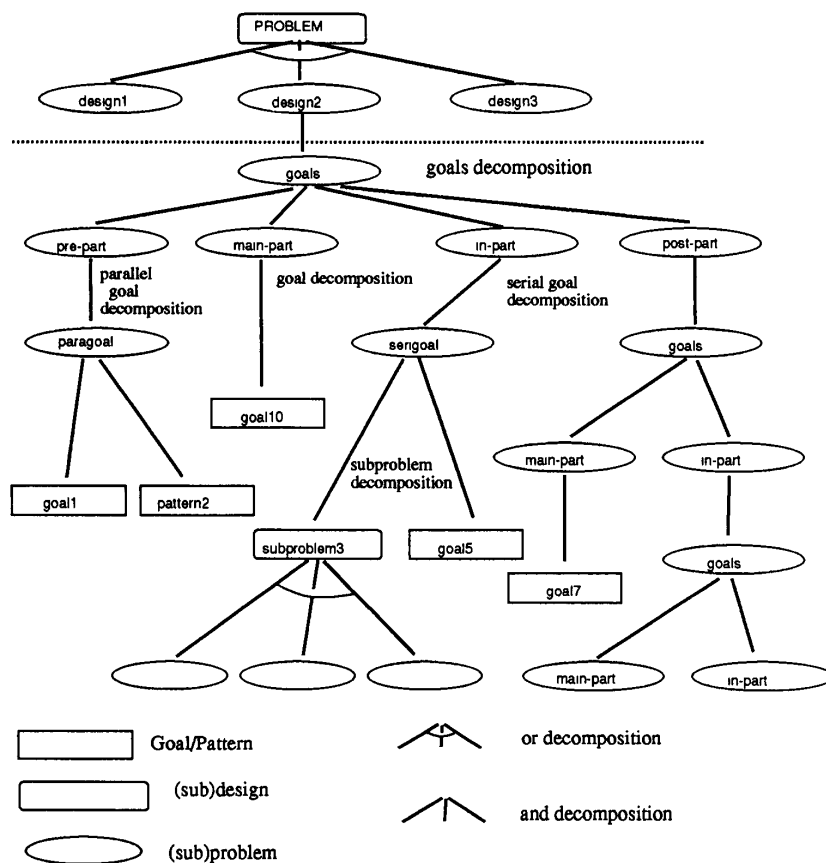 PROBLEM
design1
design2
design3
goals
goals decomposition
pre-part
main-part
in-part
post-part
parallel
goal
decomposition
goal decomposition
serial goal
decomposition
paragoal
serigoal
goals
goal10
main-part
in-part
subproblem
decomposition
goal1
pattern2
subproblem3
goal5
goals
goal7
main-part
in-part
Goal/Pattern
or decomposition
(sub)design
and decomposition
(sub)problem